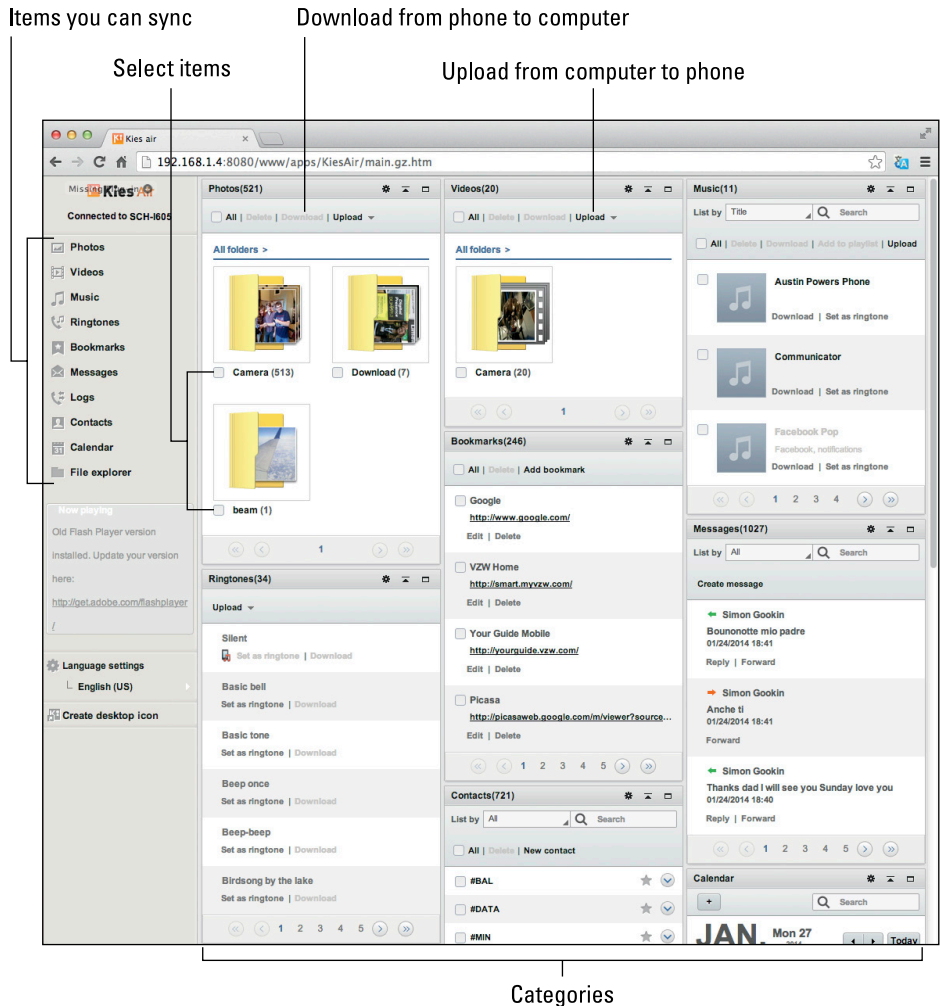 Items you can sync
Download from phone to computer
Select items
Upload from computer to phone
Kies air
192.168.1.4:8080/www/apps/KiesAir/main.gz.htm
Kies Air
Connected to SCH-I605
Photos
Videos
Music
Ringtones
Bookmarks
Messages
Logs
Contacts
Calendar
File explorer
Now playing
Old Flash Player version
installed. Update your version
here:
http://get.adobe.com/flashplayer
/
Language settings
English (US)
Create desktop icon
Photos(521)
All | Delete | Download | Upload
All folders >
Camera (513)
Download (7)
beam (1)
1
Ringtones(34)
Upload
Silent
Set as ringtone | Download
Basic bell
Set as ringtone | Download
Basic tone
Set as ringtone | Download
Beep once
Set as ringtone | Download
Beep-beep
Set as ringtone | Download
Birdsong by the lake
Set as ringtone | Download
1 2 3 4 5
Videos(20)
All | Delete | Download | Upload
All folders >
Camera (20)
1
Bookmarks(246)
All | Delete | Add bookmark
Google
http://www.google.com/
Edit | Delete
VZW Home
http://smart.myvzw.com/
Edit | Delete
Your Guide Mobile
http://yourguide.vzw.com/
Edit | Delete
Picasa
http://picasaweb.google.com/m/viewer?source...
Edit | Delete
1 2 3 4 5
Contacts(721)
List by All Search
All | Delete | New contact
#BAL
#DATA
#MIN
Music(11)
List by Title Search
All | Delete | Download | Add to playlist | Upload
Austin Powers Phone
Download | Set as ringtone
Communicator
Download | Set as ringtone
Facebook Pop
Facebook, notifications
Download | Set as ringtone
1 2 3 4
Messages(1027)
List by All Search
Create message
Simon Gookin
Bounonotte mio padre
01/24/2014 18:41
Reply | Forward
Simon Gookin
Anche ti
01/24/2014 18:41
Forward
Simon Gookin
Thanks dad I will see you Sunday love you
01/24/2014 18:40
Reply | Forward
1 2 3 4 5
Calendar
+ Search
JAN. Mon 27
2014
Today
Categories